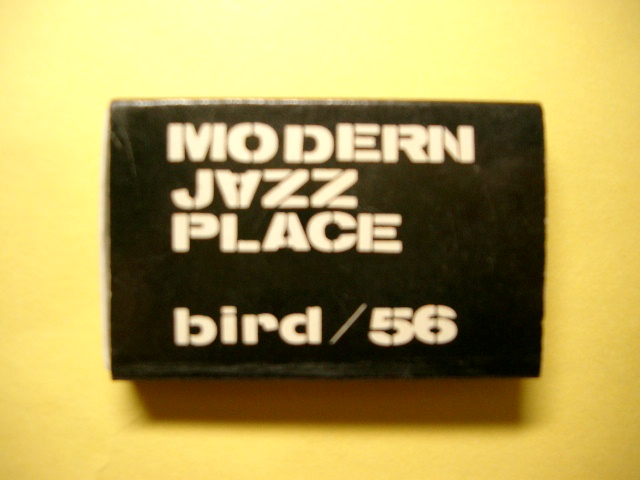 MODERN
JAZZ
PLACE
bird/56